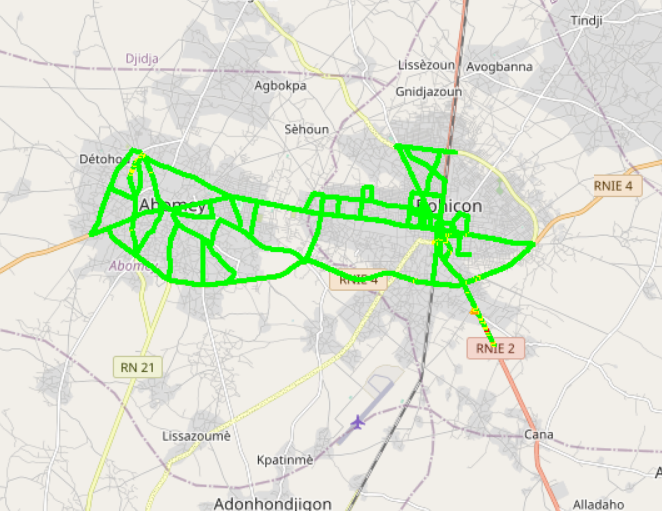 Tindji
Djidja
Lissèzoun
Avogbanna
Agbokpa
Gnidjazoun
Sèhoun
Détoho
RNIE 4
Abomey
Bohicon
Abomey
RNIE 4
RNIE 2
RN 21
Lissazoumè
Cana
Kpatinmè
Adonhondjigon
Alladaho